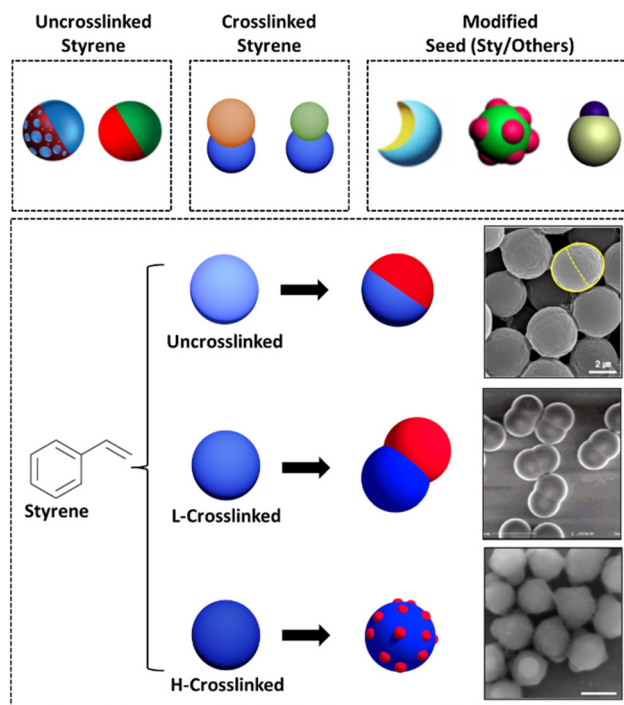 Uncrosslinked
Styrene
Crosslinked
Styrene
Modified
Seed (Sty/Others)
Uncrosslinked
2 μm
Styrene
L-Crosslinked
H-Crosslinked